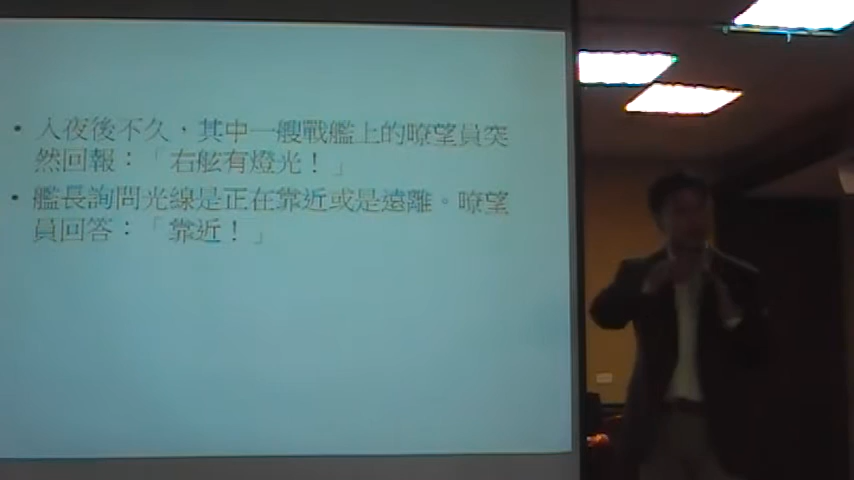 • 入夜後不久，其中一艘戰艦上的暸望員突
然回報：「右舷有燈光！」
• 艦長詢問光線是正在靠近或是遠離。暸望
員回答：「靠近！」